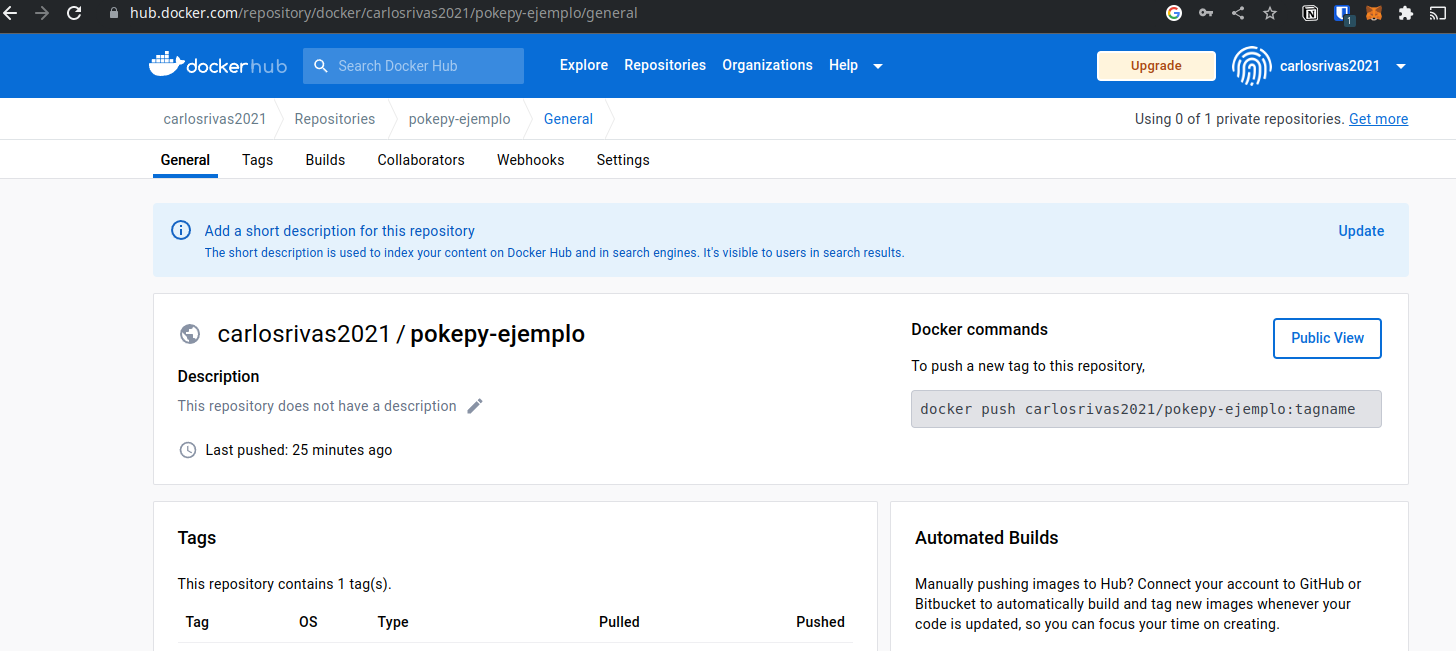 hub.docker.com/repository/docker/carlosrivas2021/pokepy-ejemplo/general
1
dockerhub
Search Docker Hub
Explore Repositories Organizations Help
Upgrade
carlosrivas2021
carlosrivas2021 Repositories pokepy-ejemplo General
Using 0 of 1 private repositories. Get more
General Tags Builds Collaborators Webhooks Settings
Add a short description for this repository
Update
The short description is used to index your content on Docker Hub and in search engines. It's visible to users in search results.
carlosrivas2021 / pokepy-ejemplo
Description
This repository does not have a description
Last pushed: 25 minutes ago
Docker commands
Public View
To push a new tag to this repository,
docker push carlosrivas2021/pokepy-ejemplo:tagname
Tags
This repository contains 1 tag(s).
Tag OS Type Pulled Pushed
Automated Builds
Manually pushing images to Hub? Connect your account to GitHub or
Bitbucket to automatically build and tag new images whenever your
code is updated, so you can focus your time on creating.